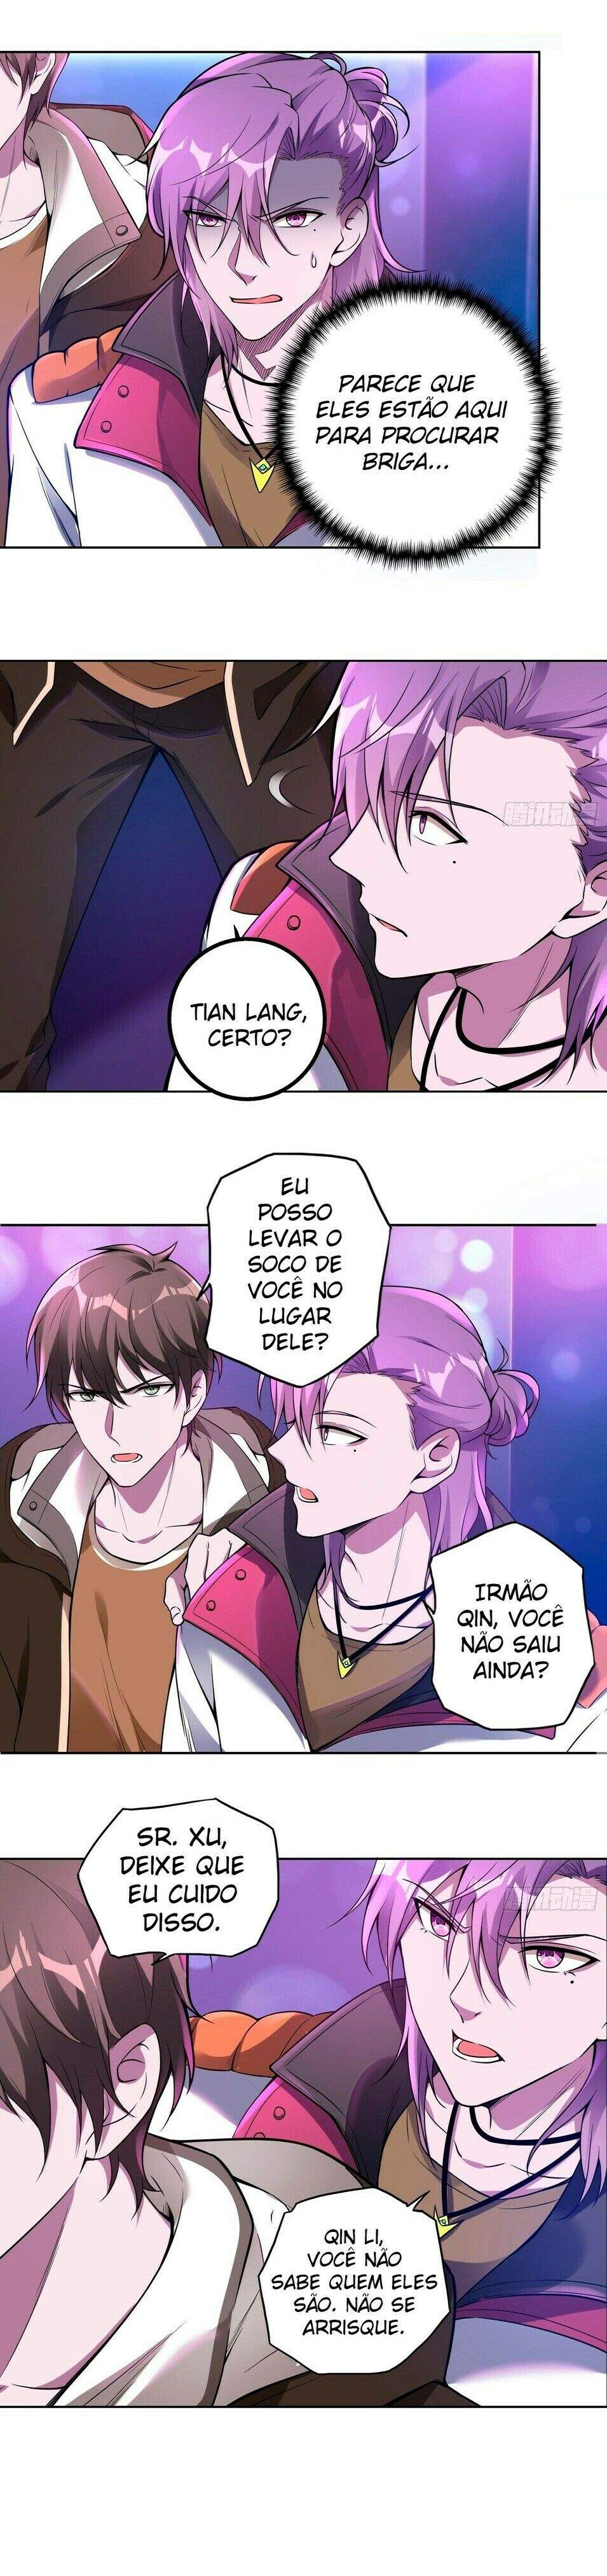 PARECE QUE
ELES ESTÃO AQUI
PARA PROCURAR
BRIGA...
TIAN LANG,
CERTO?
EU
POSSO
LEVAR O
SOCO DE
VOCÊ NO
LUGAR
DELE?
IRMÃO
QIN, VOCÊ
NÃO SAIU
AINDA?
SR. XU,
DEIXE QUE
EU CUIDO
DISSO.
QIN LI,
VOCÊ NÃO
SABE QUEM ELES
SÃO. NÃO SE
ARRISQUE.